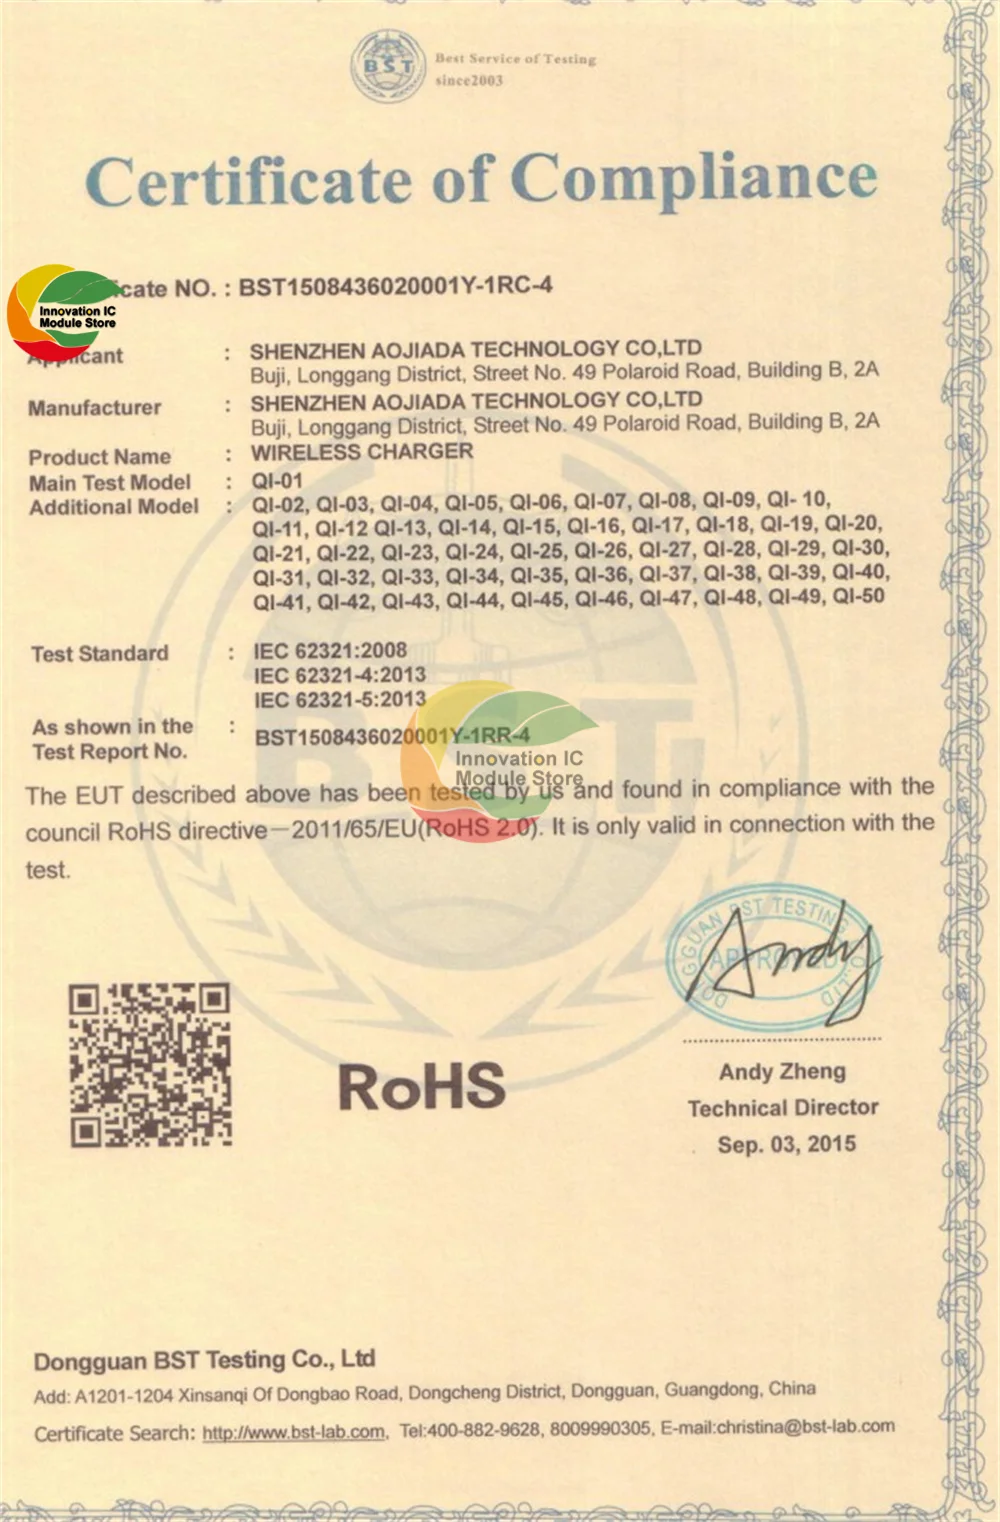 BST
Best Service of Testing
since2003
Certificate of Compliance
cate NO. : BST1508436020001Y-1RC-4
Innovation IC
Module Store
Applicant : SHENZHEN AOJIADA TECHNOLOGY CO,LTD
Buji, Longgang District, Street No. 49 Polaroid Road, Building B, 2A
Manufacturer : SHENZHEN AOJIADA TECHNOLOGY CO,LTD
Buji, Longgang District, Street No. 49 Polaroid Road, Building B, 2A
Product Name : WIRELESS CHARGER
Main Test Model : QI-01
Additional Model : QI-02, QI-03, QI-04, QI-05, QI-06, QI-07, QI-08, QI-09, QI- 10,
QI-11, QI-12 QI-13, QI-14, QI-15, QI-16, QI-17, QI-18, QI-19, QI-20,
QI-21, QI-22, QI-23, QI-24, QI-25, QI-26, QI-27, QI-28, QI-29, QI-30,
QI-31, QI-32, QI-33, QI-34, QI-35, QI-36, QI-37, QI-38, QI-39, QI-40,
QI-41, QI-42, QI-43, QI-44, QI-45, QI-46, QI-47, QI-48, QI-49, QI-50
Test Standard : IEC 62321:2008
IEC 62321-4:2013
IEC 62321-5:2013
As shown in the :
Test Report No. BST1508436020001Y-1RR-4
Innovation IC
Module Store
The EUT described above has been tested by us and found in compliance with the
council RoHS directive—2011/65/EU(RoHS 2.0). It is only valid in connection with the
test.
BST
DONGGUAN BST TESTING CO.,LTD
APPROVED
Andy
RoHS
Andy Zheng
Technical Director
Sep. 03, 2015
Dongguan BST Testing Co., Ltd
Add: A1201-1204 Xinsanqi Of Dongbao Road, Dongcheng District, Dongguan, Guangdong, China
Certificate Search: http://www.bst-lab.com, Tel:400-882-9628, 8009990305, E-mail:christina@bst-lab.com